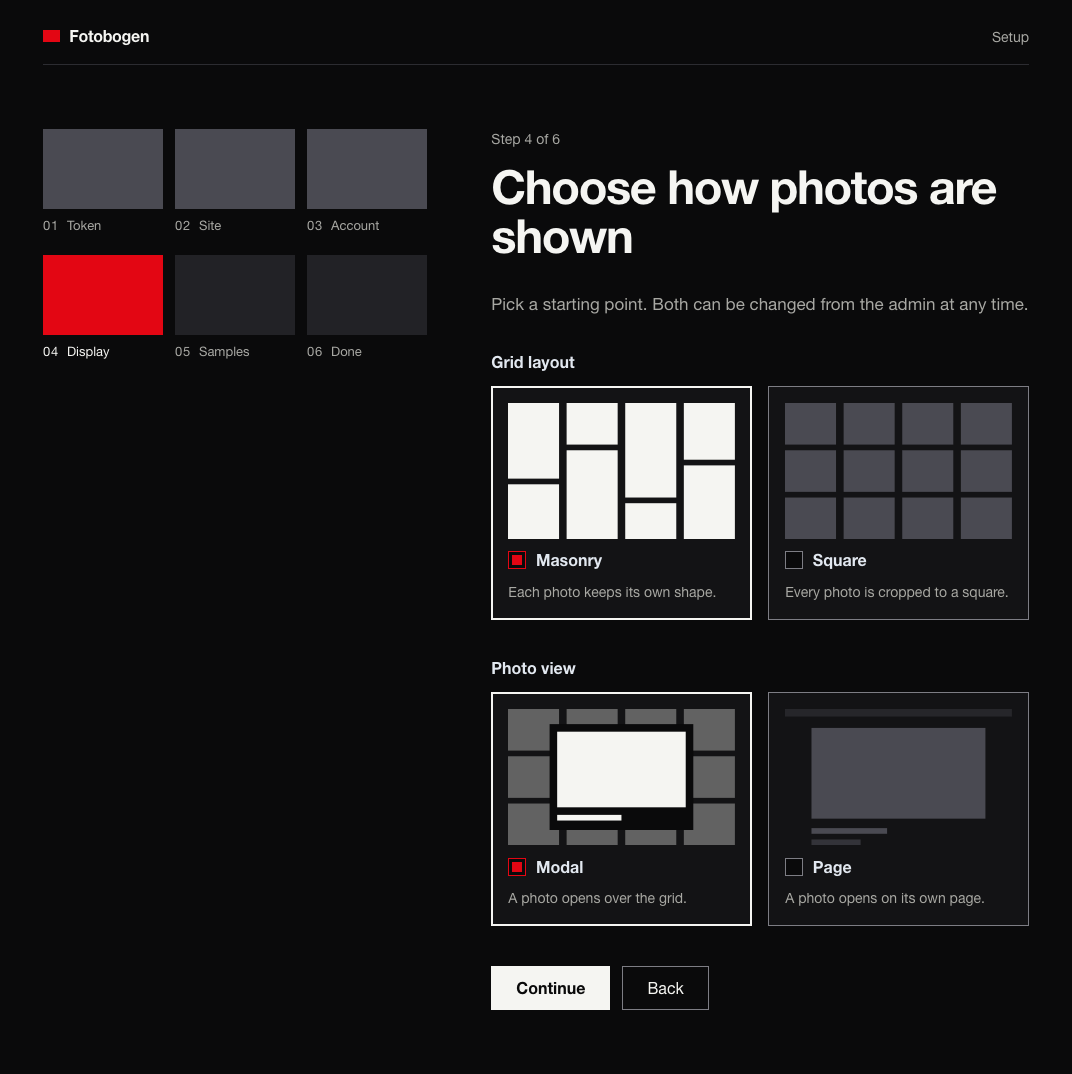 Fotobogen
Setup
01 Token
02 Site
03 Account
04 Display
05 Samples
06 Done
Step 4 of 6
Choose how photos are
shown
Pick a starting point. Both can be changed from the admin at any time.
Grid layout
Masonry
Each photo keeps its own shape.
Square
Every photo is cropped to a square.
Photo view
Modal
A photo opens over the grid.
Page
A photo opens on its own page.
Continue
Back